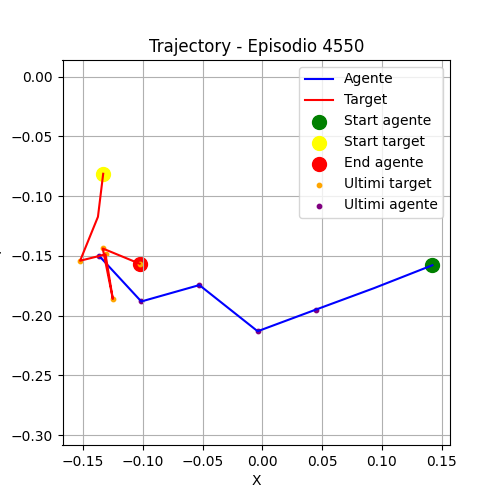 Trajectory - Episodio 4550
Agente
Target
Start agente
Start target
End agente
Ultimi target
Ultimi agente
0.00
−0.05
−0.10
−0.15
−0.20
−0.25
−0.30
−0.15
−0.10
−0.05
0.00
0.05
0.10
0.15
X